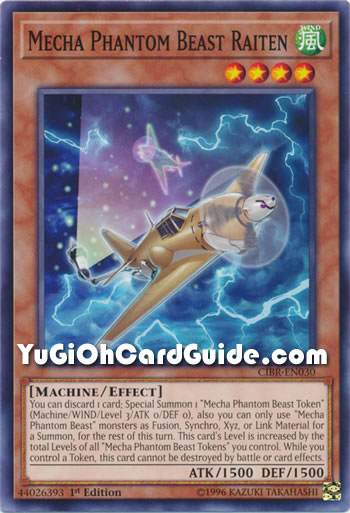 MECHA PHANTOM BEAST RAITEN
WIND
風
YuGiOhCardGuide.com
CIBR-EN030
[MACHINE/EFFECT]
You can discard 1 card; Special Summon 1 "Mecha Phantom Beast Token"
(Machine/WIND/Level 3/ATK 0/DEF 0), also you can only use "Mecha
Phantom Beast" monsters as Fusion, Synchro, Xyz, or Link Material for
a Summon, for the rest of this turn. This card's Level is increased by the
total Levels of all "Mecha Phantom Beast Tokens" you control. While you
control a Token, this card cannot be destroyed by battle or card effects.
ATK/1500 DEF/1500
44026393 1st Edition ©1996 KAZUKI TAKAHASHI